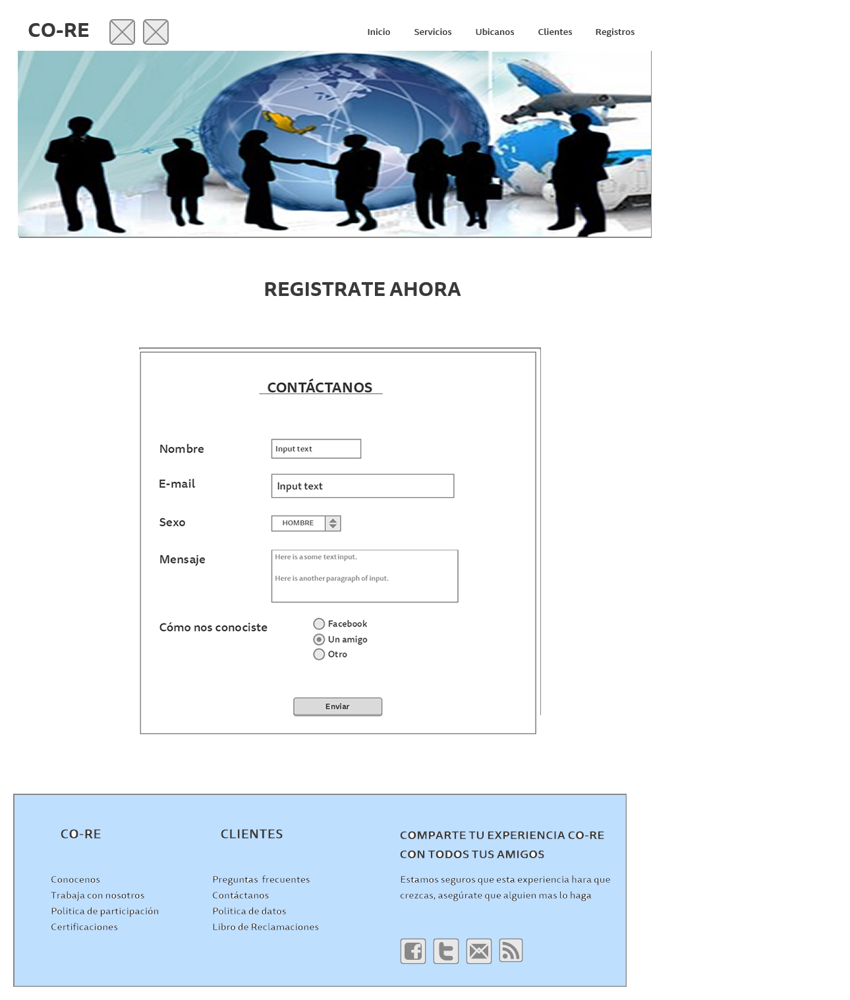 CO-RE
Inicio Servicios Ubicanos Clientes Registros
REGISTRATE AHORA
CONTÁCTANOS
Nombre
Input text
E-mail
Input text
Sexo
HOMBRE
Mensaje
Here is a some text input.
Here is another paragraph of input.
Cómo nos conociste
Facebook
Un amigo
Otro
Enviar
CO-RE
Conocenos
Trabaja con nosotros
Politica de participación
Certificaciones
CLIENTES
Preguntas frecuentes
Contáctanos
Politica de datos
Libro de Reclamaciones
COMPARTE TU EXPERIENCIA CO-RE
CON TODOS TUS AMIGOS
Estamos seguros que esta experiencia hara que
crezcas, asegúrate que alguien mas lo haga